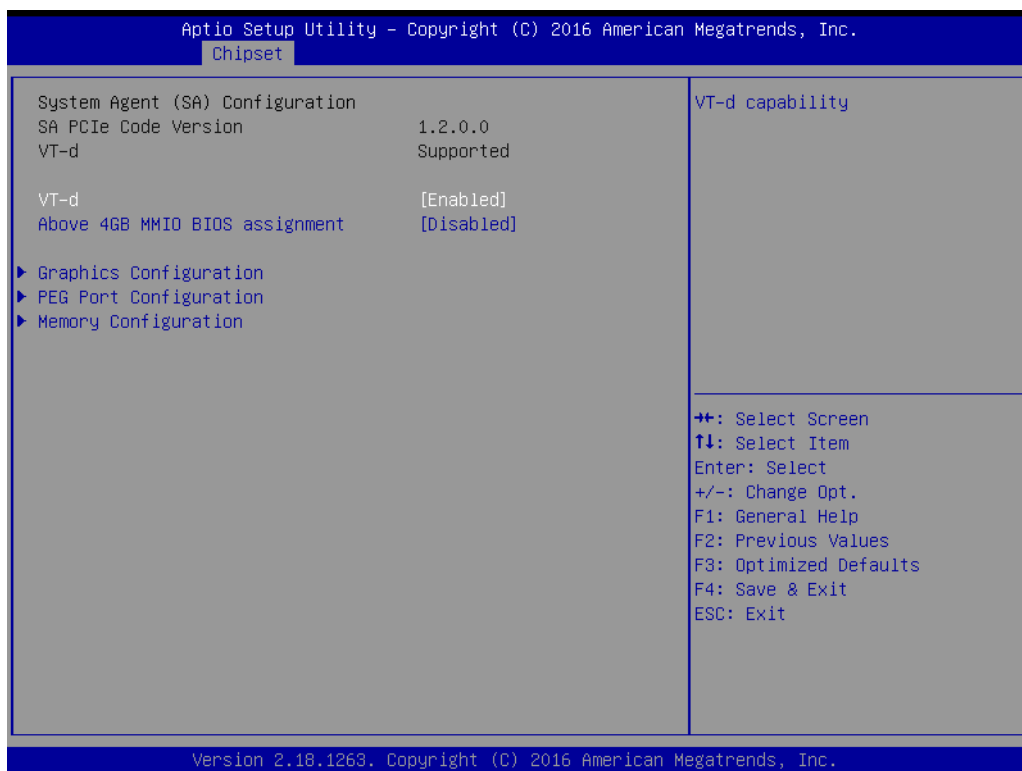 Aptio Setup Utility – Copyright (C) 2016 American Megatrends, Inc.
Chipset
System Agent (SA) Configuration
SA PCIe Code Version 1.2.0.0
VT-d Supported
VT-d [Enabled]
Above 4GB MMIO BIOS assignment [Disabled]
▶ Graphics Configuration
▶ PEG Port Configuration
▶ Memory Configuration
VT-d capability
→←: Select Screen
↑↓: Select Item
Enter: Select
+/-: Change Opt.
F1: General Help
F2: Previous Values
F3: Optimized Defaults
F4: Save & Exit
ESC: Exit
Version 2.18.1263. Copyright (C) 2016 American Megatrends, Inc.